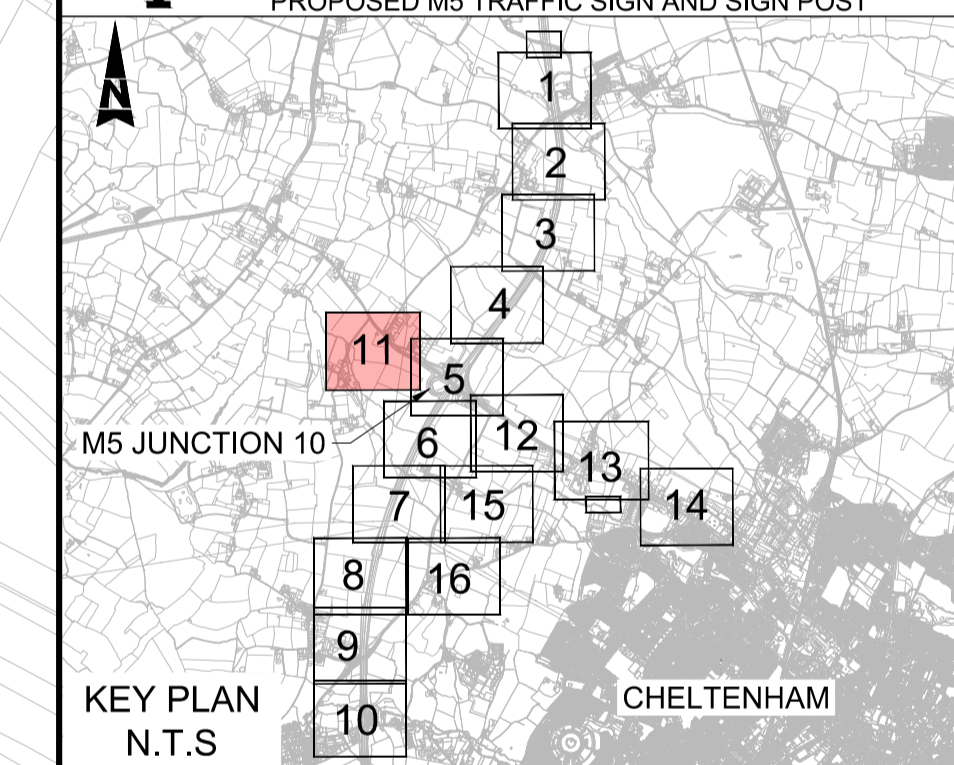 PROPOSED M5 TRAFFIC SIGN AND SIGN POST
N
1
2
3
4
11
5
M5 JUNCTION 10
6
12
13
7
15
14
8
16
9
KEY PLAN
N.T.S
10
CHELTENHAM